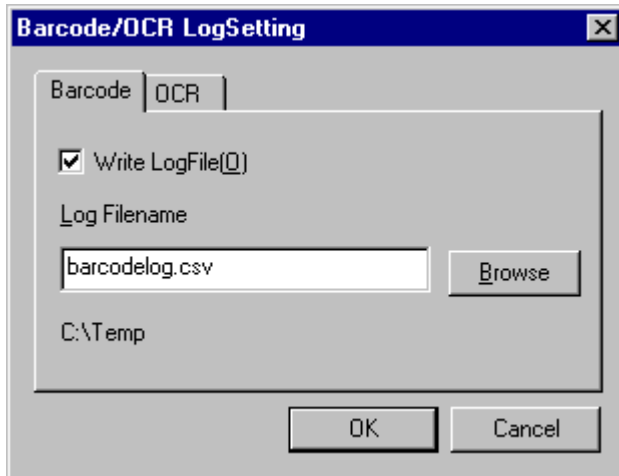 Barcode/OCR LogSetting
Barcode OCR
Write LogFile(O)
Log Filename
barcodelog.csv Browse
C:\Temp
OK Cancel